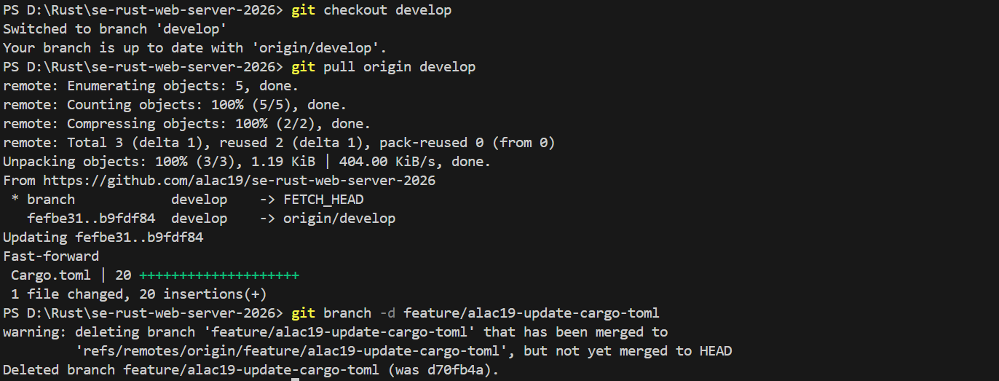 PS D:\Rust\se-rust-web-server-2026> git checkout develop
Switched to branch 'develop'
Your branch is up to date with 'origin/develop'.
PS D:\Rust\se-rust-web-server-2026> git pull origin develop
remote: Enumerating objects: 5, done.
remote: Counting objects: 100% (5/5), done.
remote: Compressing objects: 100% (2/2), done.
remote: Total 3 (delta 1), reused 2 (delta 1), pack-reused 0 (from 0)
Unpacking objects: 100% (3/3), 1.19 KiB | 404.00 KiB/s, done.
From https://github.com/alac19/se-rust-web-server-2026
 * branch            develop    -> FETCH_HEAD
   fefbe31..b9fdf84  develop    -> origin/develop
Updating fefbe31..b9fdf84
Fast-forward
 Cargo.toml | 20 ++++++++++++++++++++
 1 file changed, 20 insertions(+)
PS D:\Rust\se-rust-web-server-2026> git branch -d feature/alac19-update-cargo-toml
warning: deleting branch 'feature/alac19-update-cargo-toml' that has been merged to
         'refs/remotes/origin/feature/alac19-update-cargo-toml', but not yet merged to HEAD
Deleted branch feature/alac19-update-cargo-toml (was d70fb4a).